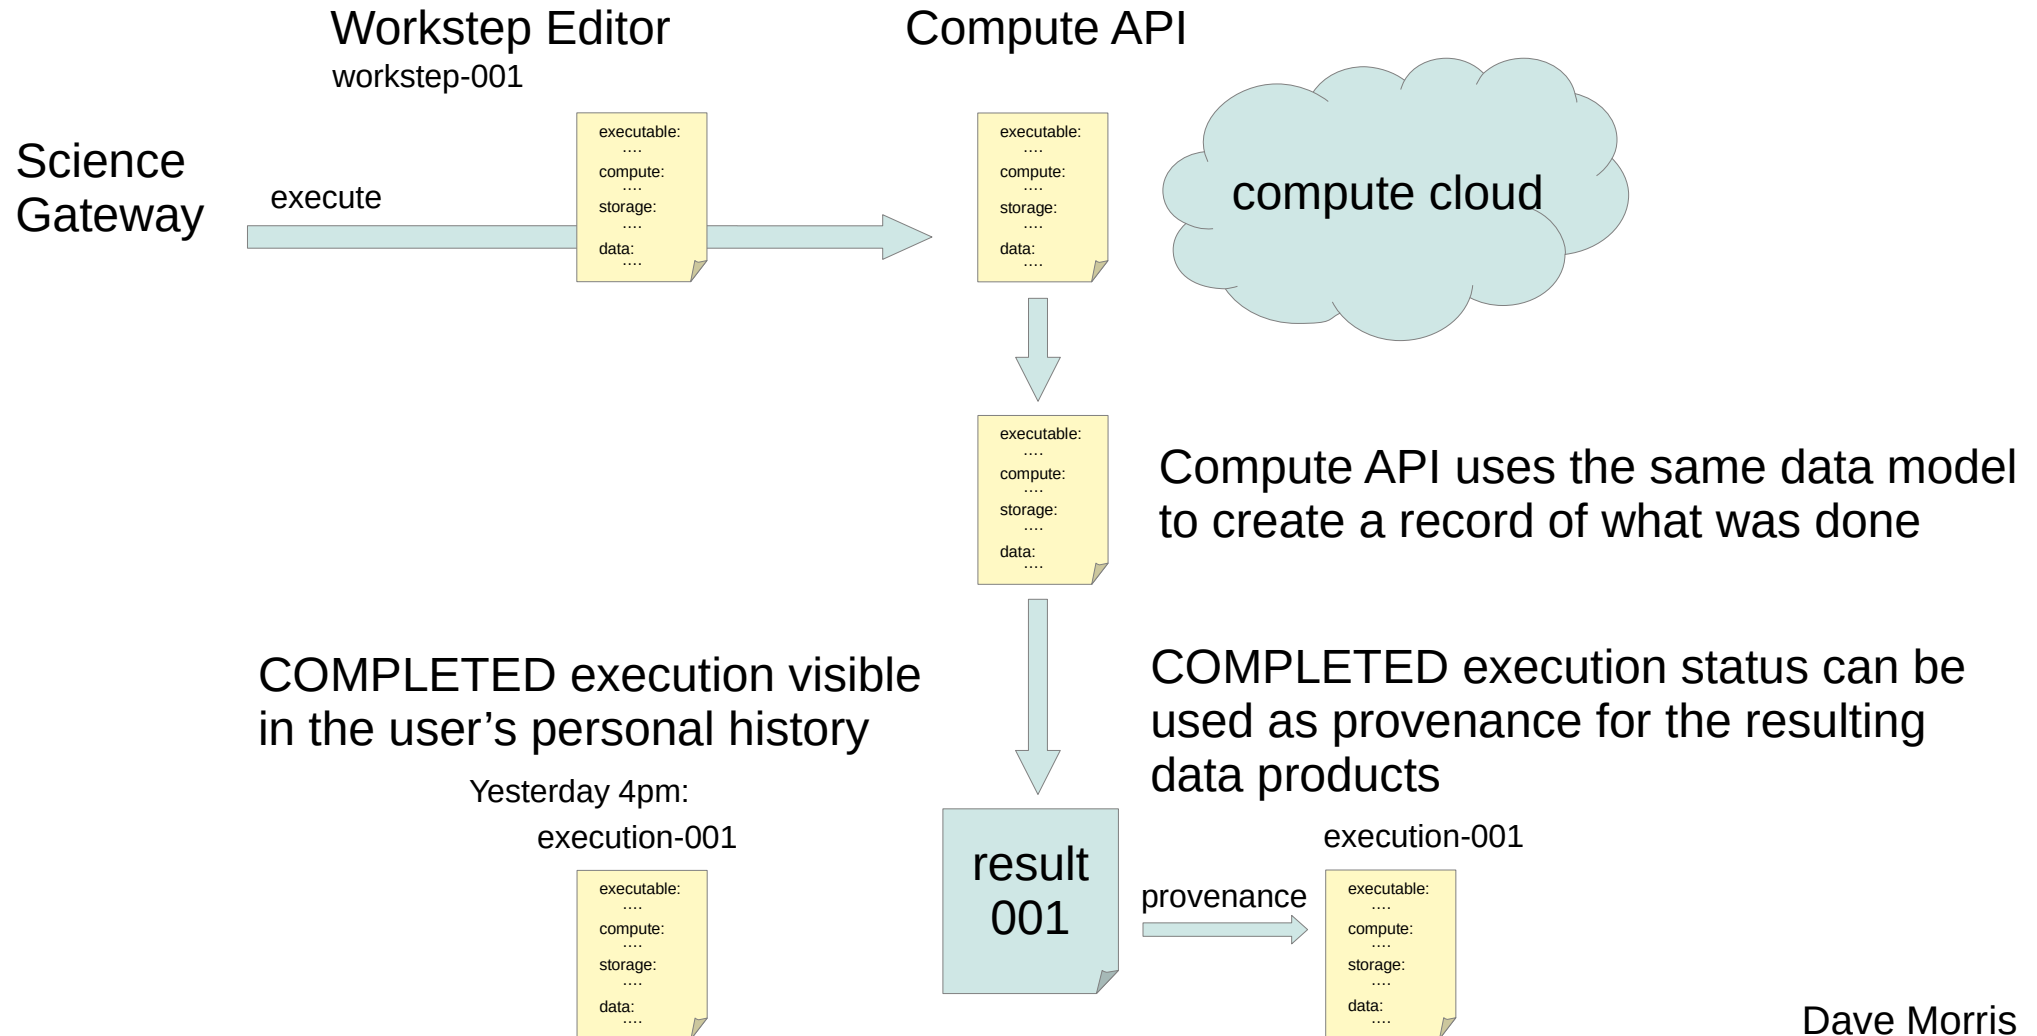 Workstep Editor
workstep-001
Compute API
Science
Gateway
execute
executable:
....
compute:
....
storage:
....
data:
....
executable:
....
compute:
....
storage:
....
data:
....
compute cloud
executable:
....
compute:
....
storage:
....
data:
....
Compute API uses the same data model
to create a record of what was done
COMPLETED execution visible
in the user’s personal history
Yesterday 4pm:
execution-001
executable:
....
compute:
....
storage:
....
data:
....
COMPLETED execution status can be
used as provenance for the resulting
data products
result
001
provenance
execution-001
executable:
....
compute:
....
storage:
....
data:
....
Dave Morris